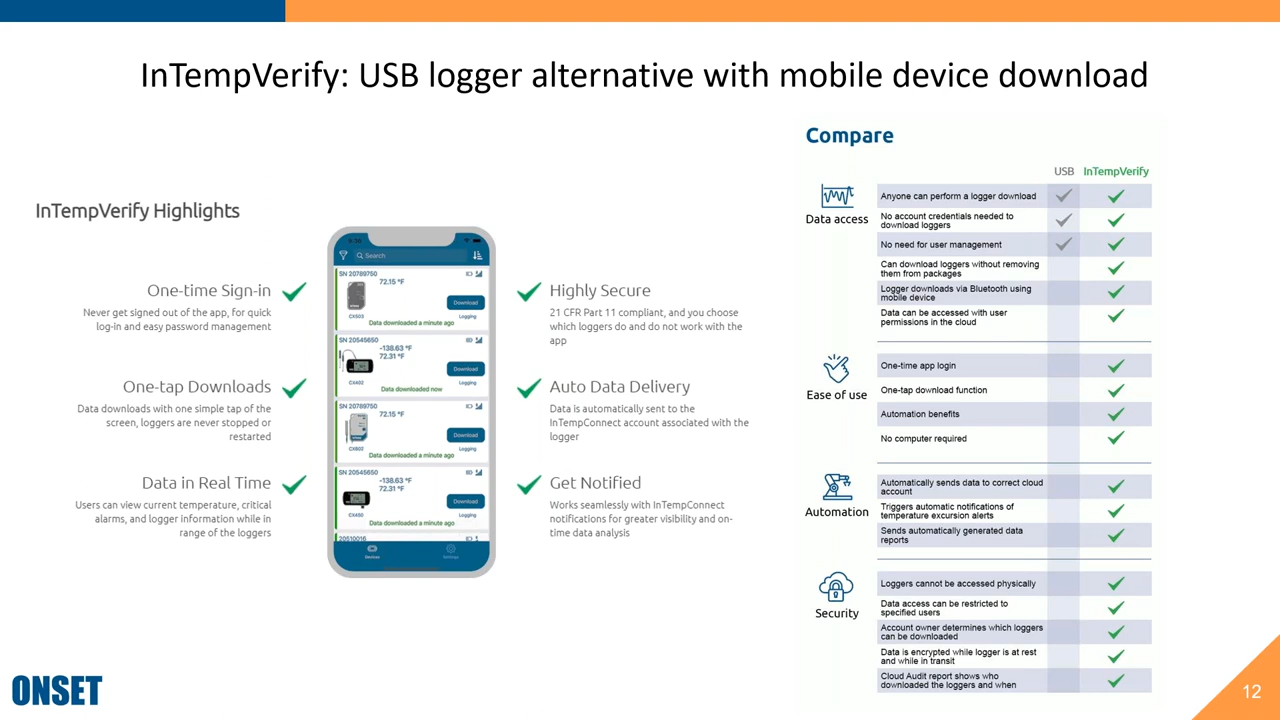 InTempVerify: USB logger alternative with mobile device download
InTempVerify Highlights
One-time Sign-in
Never get signed out of the app, for quick
log-in and easy password management
One-tap Downloads
Data downloads with one simple tap of the
screen, loggers are never stopped or
restarted
Data in Real Time
Users can view current temperature, critical
alarms, and logger information while in
range of the loggers
Search
SN 20789750
72.15 °F
Download
CX503
Logging
Data downloaded a minute ago
SN 20545650
-138.63 °F
72.31 °F
Download
CX402
Logging
Data downloaded now
SN 20789750
72.15 °F
Download
CX602
Logging
Data downloaded a minute ago
SN 20545650
-138.63 °F
72.31 °F
Download
CX450
Logging
Data downloaded a minute ago
20510016
Devices
Settings
Highly Secure
21 CFR Part 11 compliant, and you choose
which loggers do and do not work with the
app
Auto Data Delivery
Data is automatically sent to the
InTempConnect account associated with the
logger
Get Notified
Works seamlessly with InTempConnect
notifications for greater visibility and on-
time data analysis
Compare
USB InTempVerify
Data access
Anyone can perform a logger download
No account credentials needed to
download loggers
No need for user management
Can download loggers without removing
them from packages
Logger downloads via Bluetooth using
mobile device
Data can be accessed with user
permissions in the cloud
Ease of use
One-time app login
One-tap download function
Automation benefits
No computer required
Automation
Automatically sends data to correct cloud
account
Triggers automatic notifications of
temperature excursion alerts
Sends automatically generated data
reports
Security
Loggers cannot be accessed physically
Data access can be restricted to
specified users
Account owner determines which loggers
can be downloaded
Data is encrypted while logger is at rest
and while in transit
Cloud Audit report shows who
downloaded the loggers and when
ONSET
12